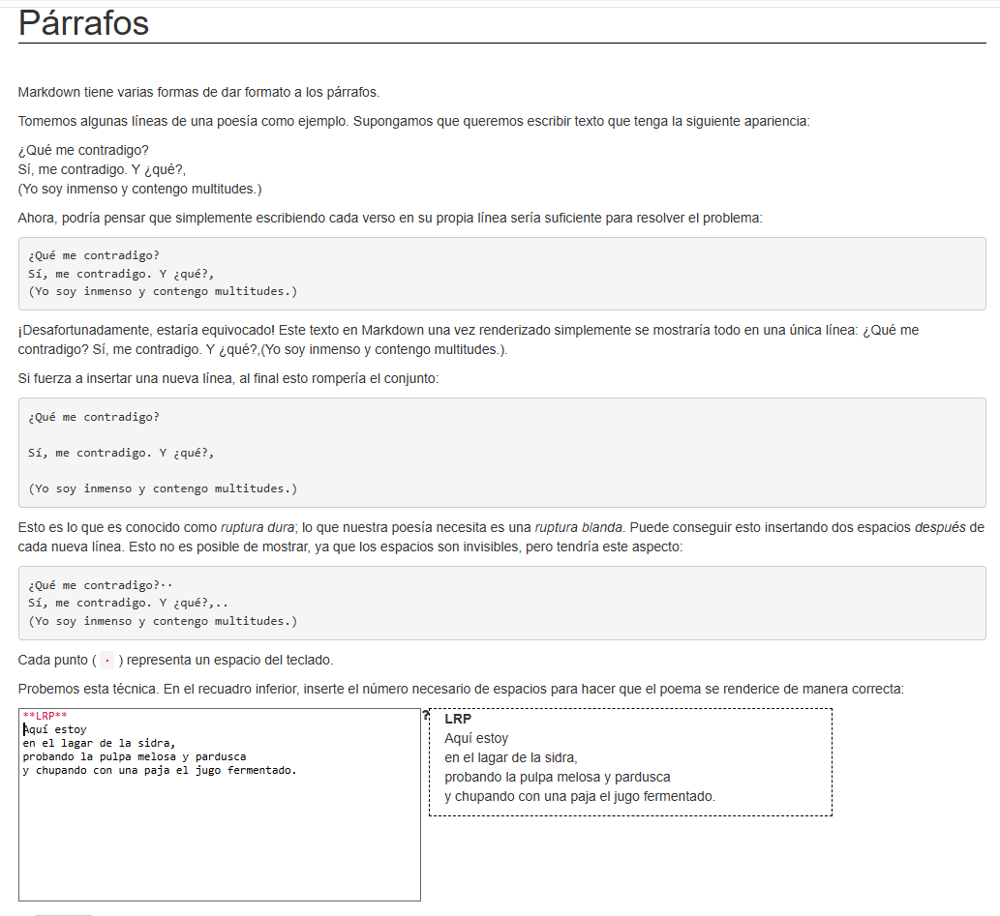 Párrafos
Markdown tiene varias formas de dar formato a los párrafos.
Tomemos algunas líneas de una poesía como ejemplo. Supongamos que queremos escribir texto que tenga la siguiente apariencia:
¿Qué me contradigo?
Sí, me contradigo. Y ¿qué?,
(Yo soy inmenso y contengo multitudes.)
Ahora, podría pensar que simplemente escribiendo cada verso en su propia línea sería suficiente para resolver el problema:
¿Qué me contradigo?
Sí, me contradigo. Y ¿qué?,
(Yo soy inmenso y contengo multitudes.)
¡Desafortunadamente, estaría equivocado! Este texto en Markdown una vez renderizado simplemente se mostraría todo en una única línea: ¿Qué me
contradigo? Sí, me contradigo. Y ¿qué?,(Yo soy inmenso y contengo multitudes.).
Si fuerza a insertar una nueva línea, al final esto rompería el conjunto:
¿Qué me contradigo?
Sí, me contradigo. Y ¿qué?,
(Yo soy inmenso y contengo multitudes.)
Esto es lo que es conocido como ruptura dura; lo que nuestra poesía necesita es una ruptura blanda. Puede conseguir esto insertando dos espacios después de
cada nueva línea. Esto no es posible de mostrar, ya que los espacios son invisibles, pero tendría este aspecto:
¿Qué me contradigo?··
Sí, me contradigo. Y ¿qué?,..
(Yo soy inmenso y contengo multitudes.)
Cada punto ( · ) representa un espacio del teclado.
Probemos esta técnica. En el recuadro inferior, inserte el número necesario de espacios para hacer que el poema se renderice de manera correcta:
**LRP**
Aquí estoy
en el lagar de la sidra,
probando la pulpa melosa y pardusca
y chupando con una paja el jugo fermentado.
?
LRP
Aquí estoy
en el lagar de la sidra,
probando la pulpa melosa y pardusca
y chupando con una paja el jugo fermentado.